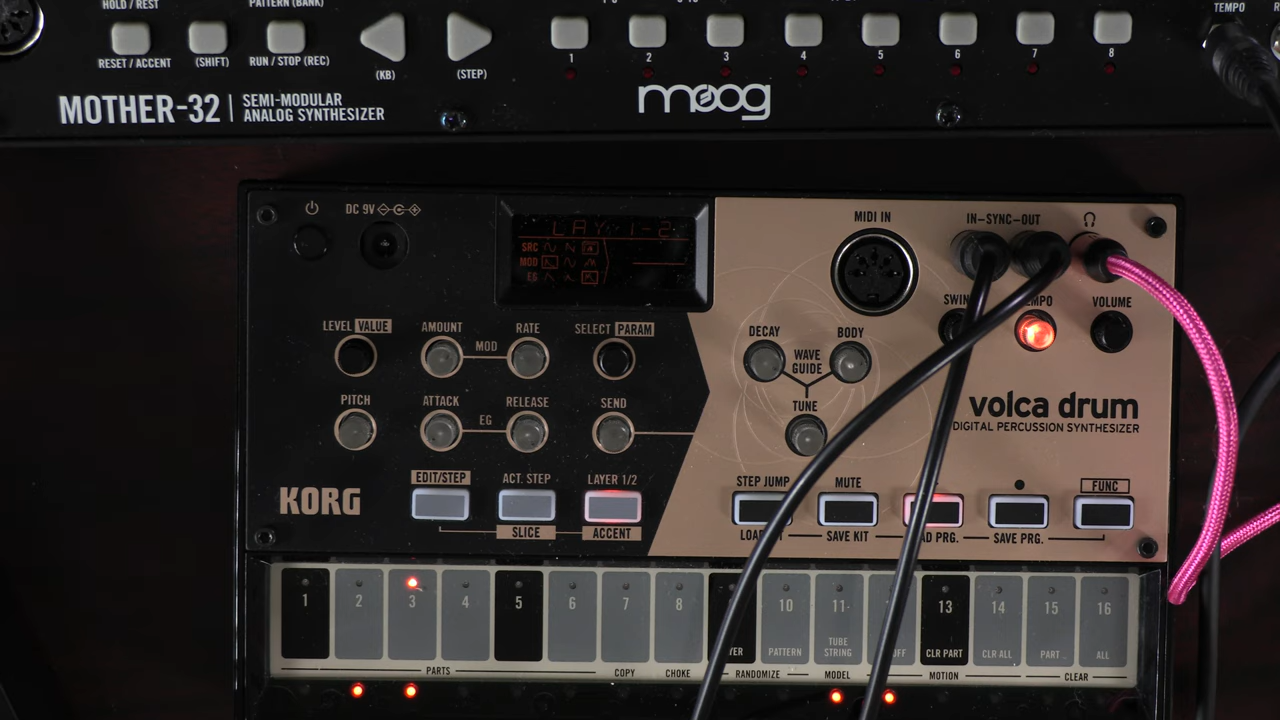 HOLD / REST
PATTERN (BANK)
TEMPO
RESET / ACCENT
(SHIFT)
RUN / STOP (REC)
(KB)
(STEP)
1 2 3 4 5 6 7 8
MOTHER-32 | SEMI-MODULAR
ANALOG SYNTHESIZER
moog
DC 9V
LAY 1-2
SRC
MOD
EG
MIDI IN
IN-SYNC-OUT
VOLUME
LEVEL VALUE
AMOUNT
MOD
RATE
SELECT PARAM
DECAY
BODY
WAVE
GUIDE
TUNE
PITCH
ATTACK
EG
RELEASE
SEND
volca drum
DIGITAL PERCUSSION SYNTHESIZER
KORG
EDIT/STEP
ACT. STEP
LAYER 1/2
SLICE
ACCENT
STEP JUMP
MUTE
FUNC
SAVE KIT
PRG.
SAVE PRG.
1 2 3 4 5 6 7 8 10 11 13 14 15 16
PATTERN
TUBE
STRING
CLR PART
CLR ALL
PART
ALL
PARTS
COPY
CHOKE
RANDOMIZE
MODEL
MOTION
CLEAR